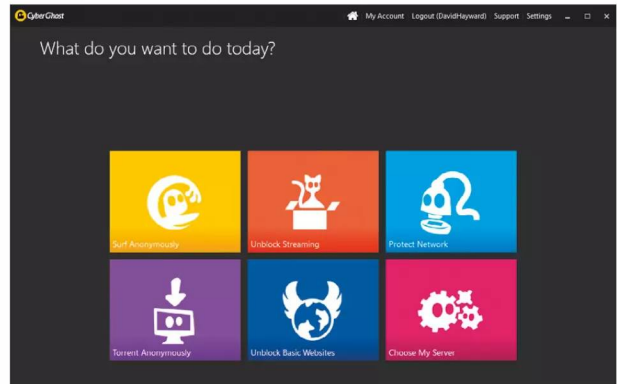 CyberGhost
My Account Logout (DavidHayward) Support Settings
What do you want to do today?
Surf Anonymously
Unblock Streaming
Protect Network
Torrent Anonymously
Unblock Basic Websites
Choose My Server